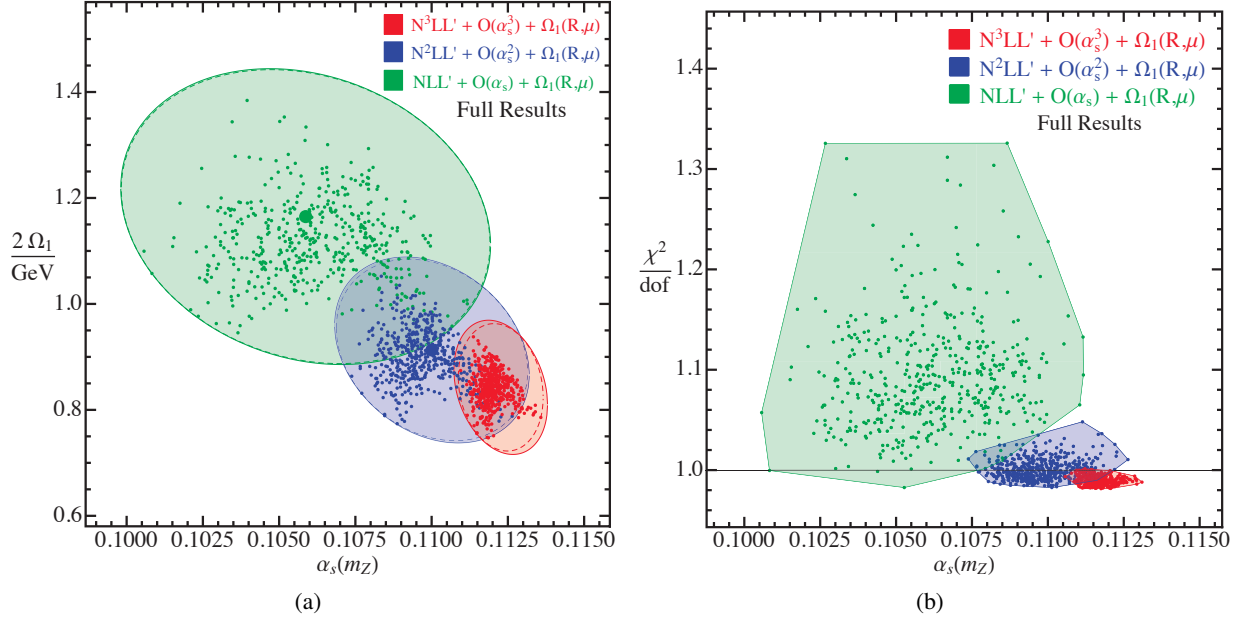 N³LL' + O(αₛ³) + Ω₁(R,μ)
N²LL' + O(αₛ²) + Ω₁(R,μ)
NLL' + O(αₛ) + Ω₁(R,μ)
Full Results
1.4
1.2
1.0
0.8
0.6
2 Ω₁
GeV
0.1000 0.1025 0.1050 0.1075 0.1100 0.1125 0.1150
αₛ(m_Z)
(a)
N³LL' + O(αₛ³) + Ω₁(R,μ)
N²LL' + O(αₛ²) + Ω₁(R,μ)
NLL' + O(αₛ) + Ω₁(R,μ)
Full Results
1.4
1.3
1.2
1.1
1.0
χ²
dof
0.1000 0.1025 0.1050 0.1075 0.1100 0.1125 0.1150
αₛ(m_Z)
(b)